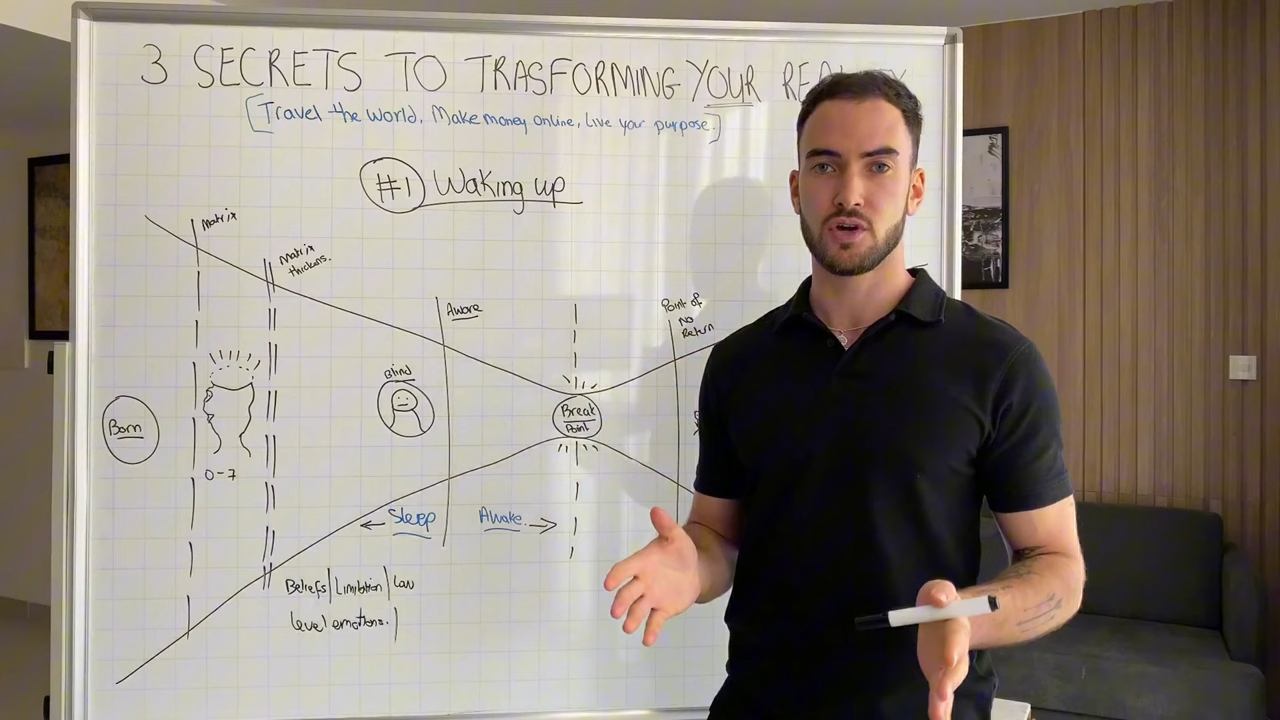 3 SECRETS TO TRASFORMING YOUR
[Travel the world, Make money online, Live your purpose.]
#1 Waking up
Matrix
Matrix
thickens.
Aware
Point of
No
Return
Blind
Born
Break
Point
0-7
← Sleep
Awake →
Beliefs | Limitation | Low
level emotions. |